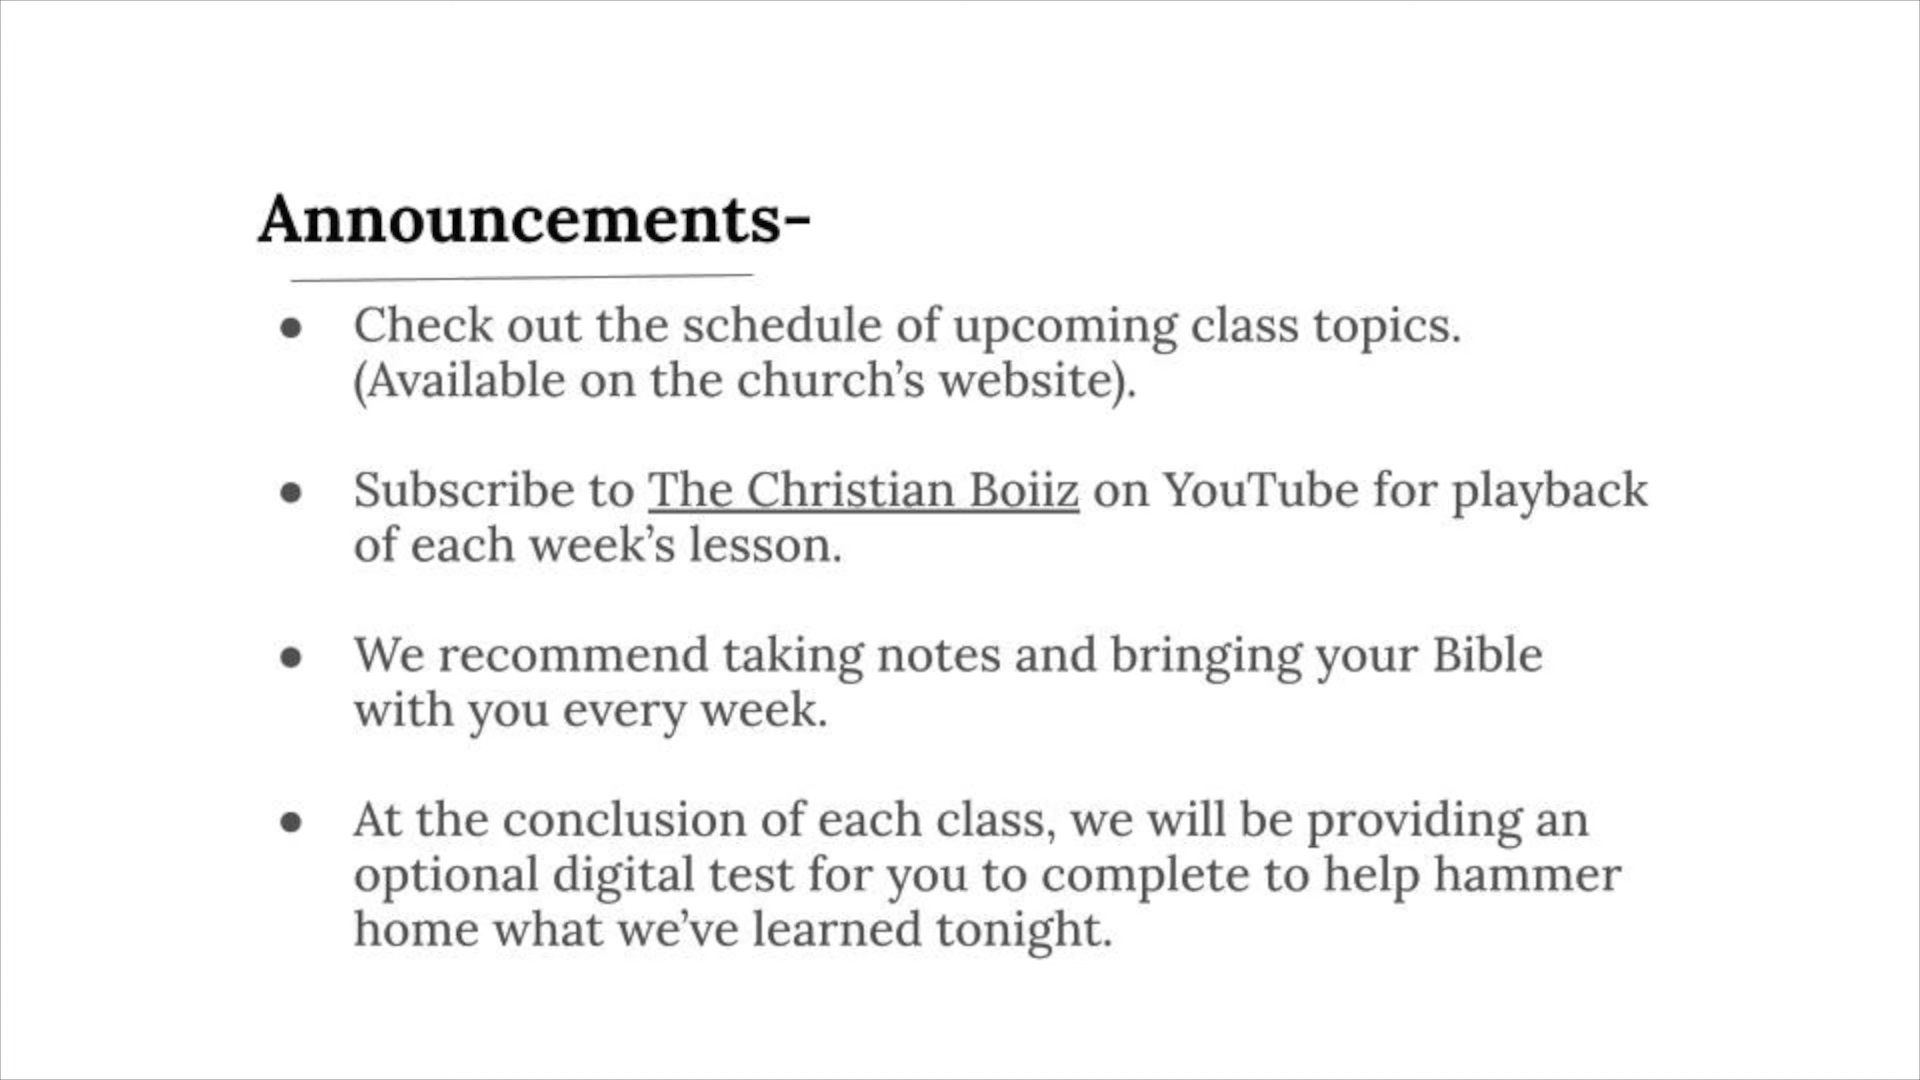 Announcements-
● Check out the schedule of upcoming class topics.
(Available on the church’s website).
● Subscribe to The Christian Boiiz on YouTube for playback
of each week’s lesson.
● We recommend taking notes and bringing your Bible
with you every week.
● At the conclusion of each class, we will be providing an
optional digital test for you to complete to help hammer
home what we’ve learned tonight.